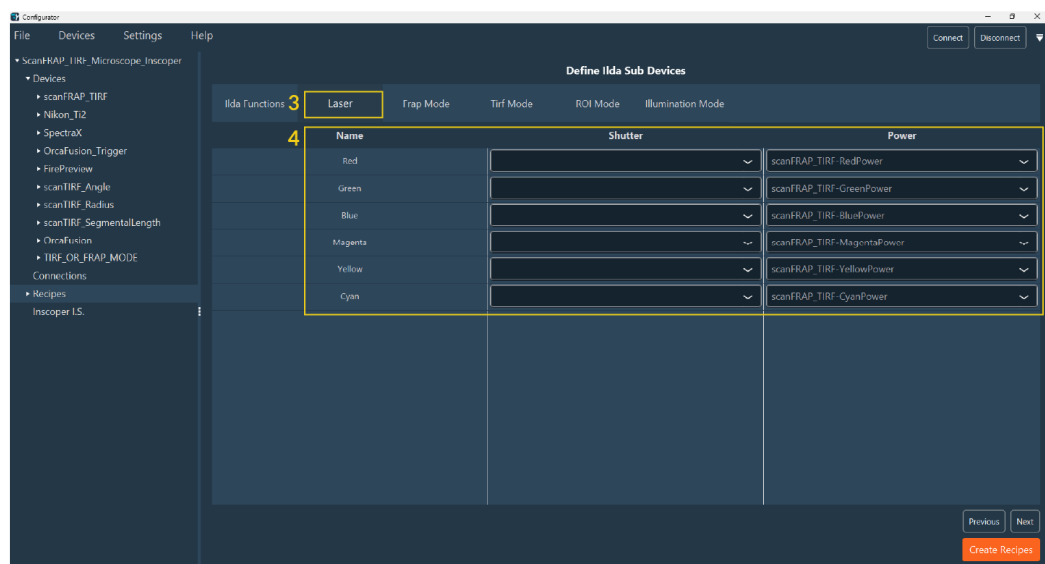 Configurator
File Devices Settings Help
Connect Disconnect
ScanFRAP_TIRF_Microscope_Inscoper
Devices
scanFRAP_TIRF
Nikon_Ti2
SpectraX
OrcaFusion_Trigger
FirePreview
scanTIRF_Angle
scanTIRF_Radius
scanTIRF_SegmentalLength
OrcaFusion
TIRF_OR_FRAP_MODE
Connections
Recipes
Inscoper I.S.
Define Ilda Sub Devices
Ilda Functions 3 Laser Frap Mode Tirf Mode ROI Mode Illumination Mode
4 Name Shutter Power
Red scanFRAP_TIRF-RedPower
Green scanFRAP_TIRF-GreenPower
Blue scanFRAP_TIRF-BluePower
Magenta scanFRAP_TIRF-MagentaPower
Yellow scanFRAP_TIRF-YellowPower
Cyan scanFRAP_TIRF-CyanPower
Previous Next
Create Recipes